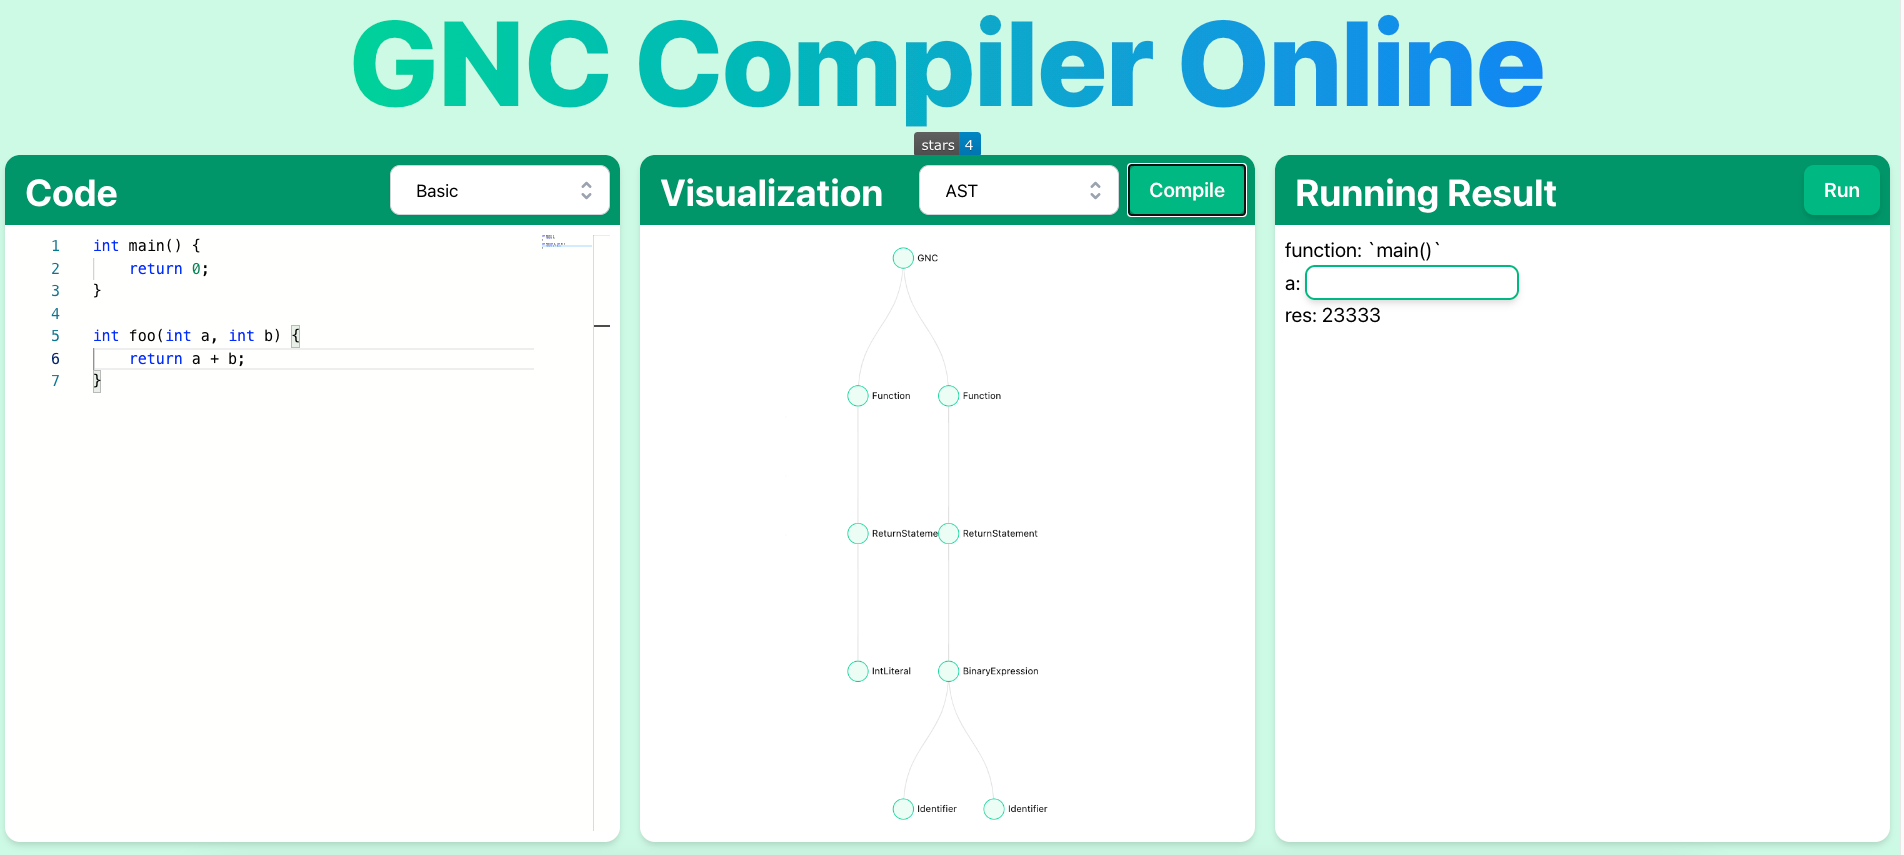 GNC Compiler Online
stars 4
Code
Basic
1 int main() {
2 return 0;
3 }
4
5 int foo(int a, int b) {
6 return a + b;
7 }
Visualization
AST
Compile
GNC
Function Function
ReturnStateme ReturnStatement
IntLiteral BinaryExpression
Identifier Identifier
Running Result
Run
function: `main()`
a:
res: 23333